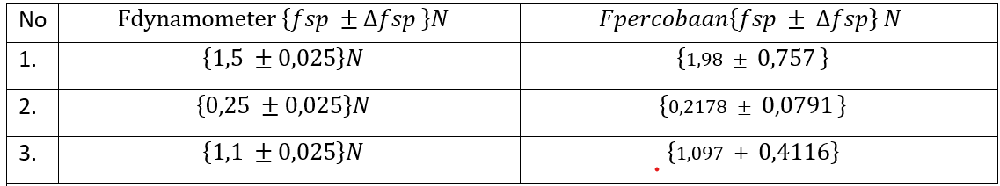 No Fdynamometer {fsp ± Δfsp }N Fpercobaan{fsp ± Δfsp} N
1. {1,5 ± 0,025}N {1,98 ± 0,757 }
2. {0,25 ± 0,025}N {0,2178 ± 0,0791 }
3. {1,1 ± 0,025}N {1,097 ± 0,4116}